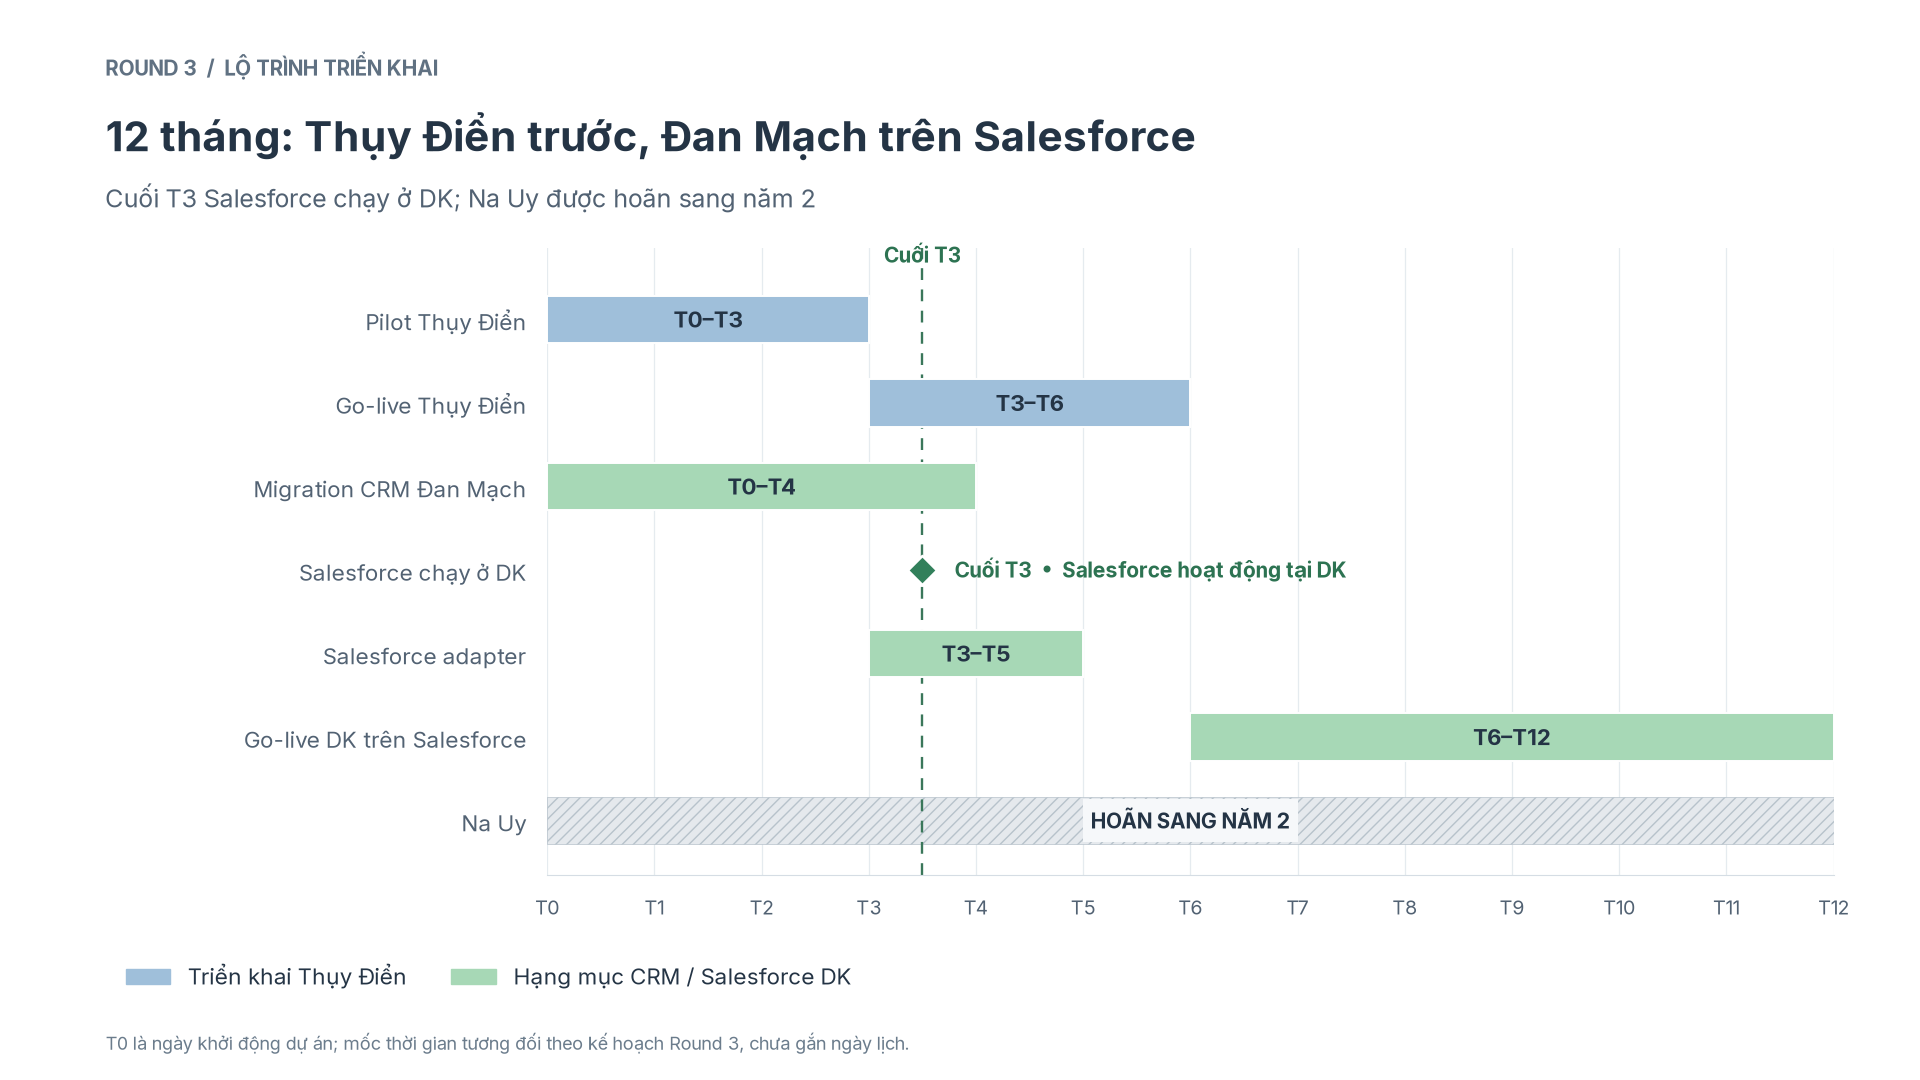 ROUND 3 / LỘ TRÌNH TRIỂN KHAI
12 tháng: Thụy Điển trước, Đan Mạch trên Salesforce
Cuối T3 Salesforce chạy ở DK; Na Uy được hoãn sang năm 2
Cuối T3
Pilot Thụy Điển
T0–T3
Go-live Thụy Điển
T3–T6
Migration CRM Đan Mạch
T0–T4
Salesforce chạy ở DK
Cuối T3 • Salesforce hoạt động tại DK
Salesforce adapter
T3–T5
Go-live DK trên Salesforce
T6–T12
Na Uy
HOÃN SANG NĂM 2
T0 T1 T2 T3 T4 T5 T6 T7 T8 T9 T10 T11 T12
Triển khai Thụy Điển
Hạng mục CRM / Salesforce DK
T0 là ngày khởi động dự án; mốc thời gian tương đối theo kế hoạch Round 3, chưa gắn ngày lịch.